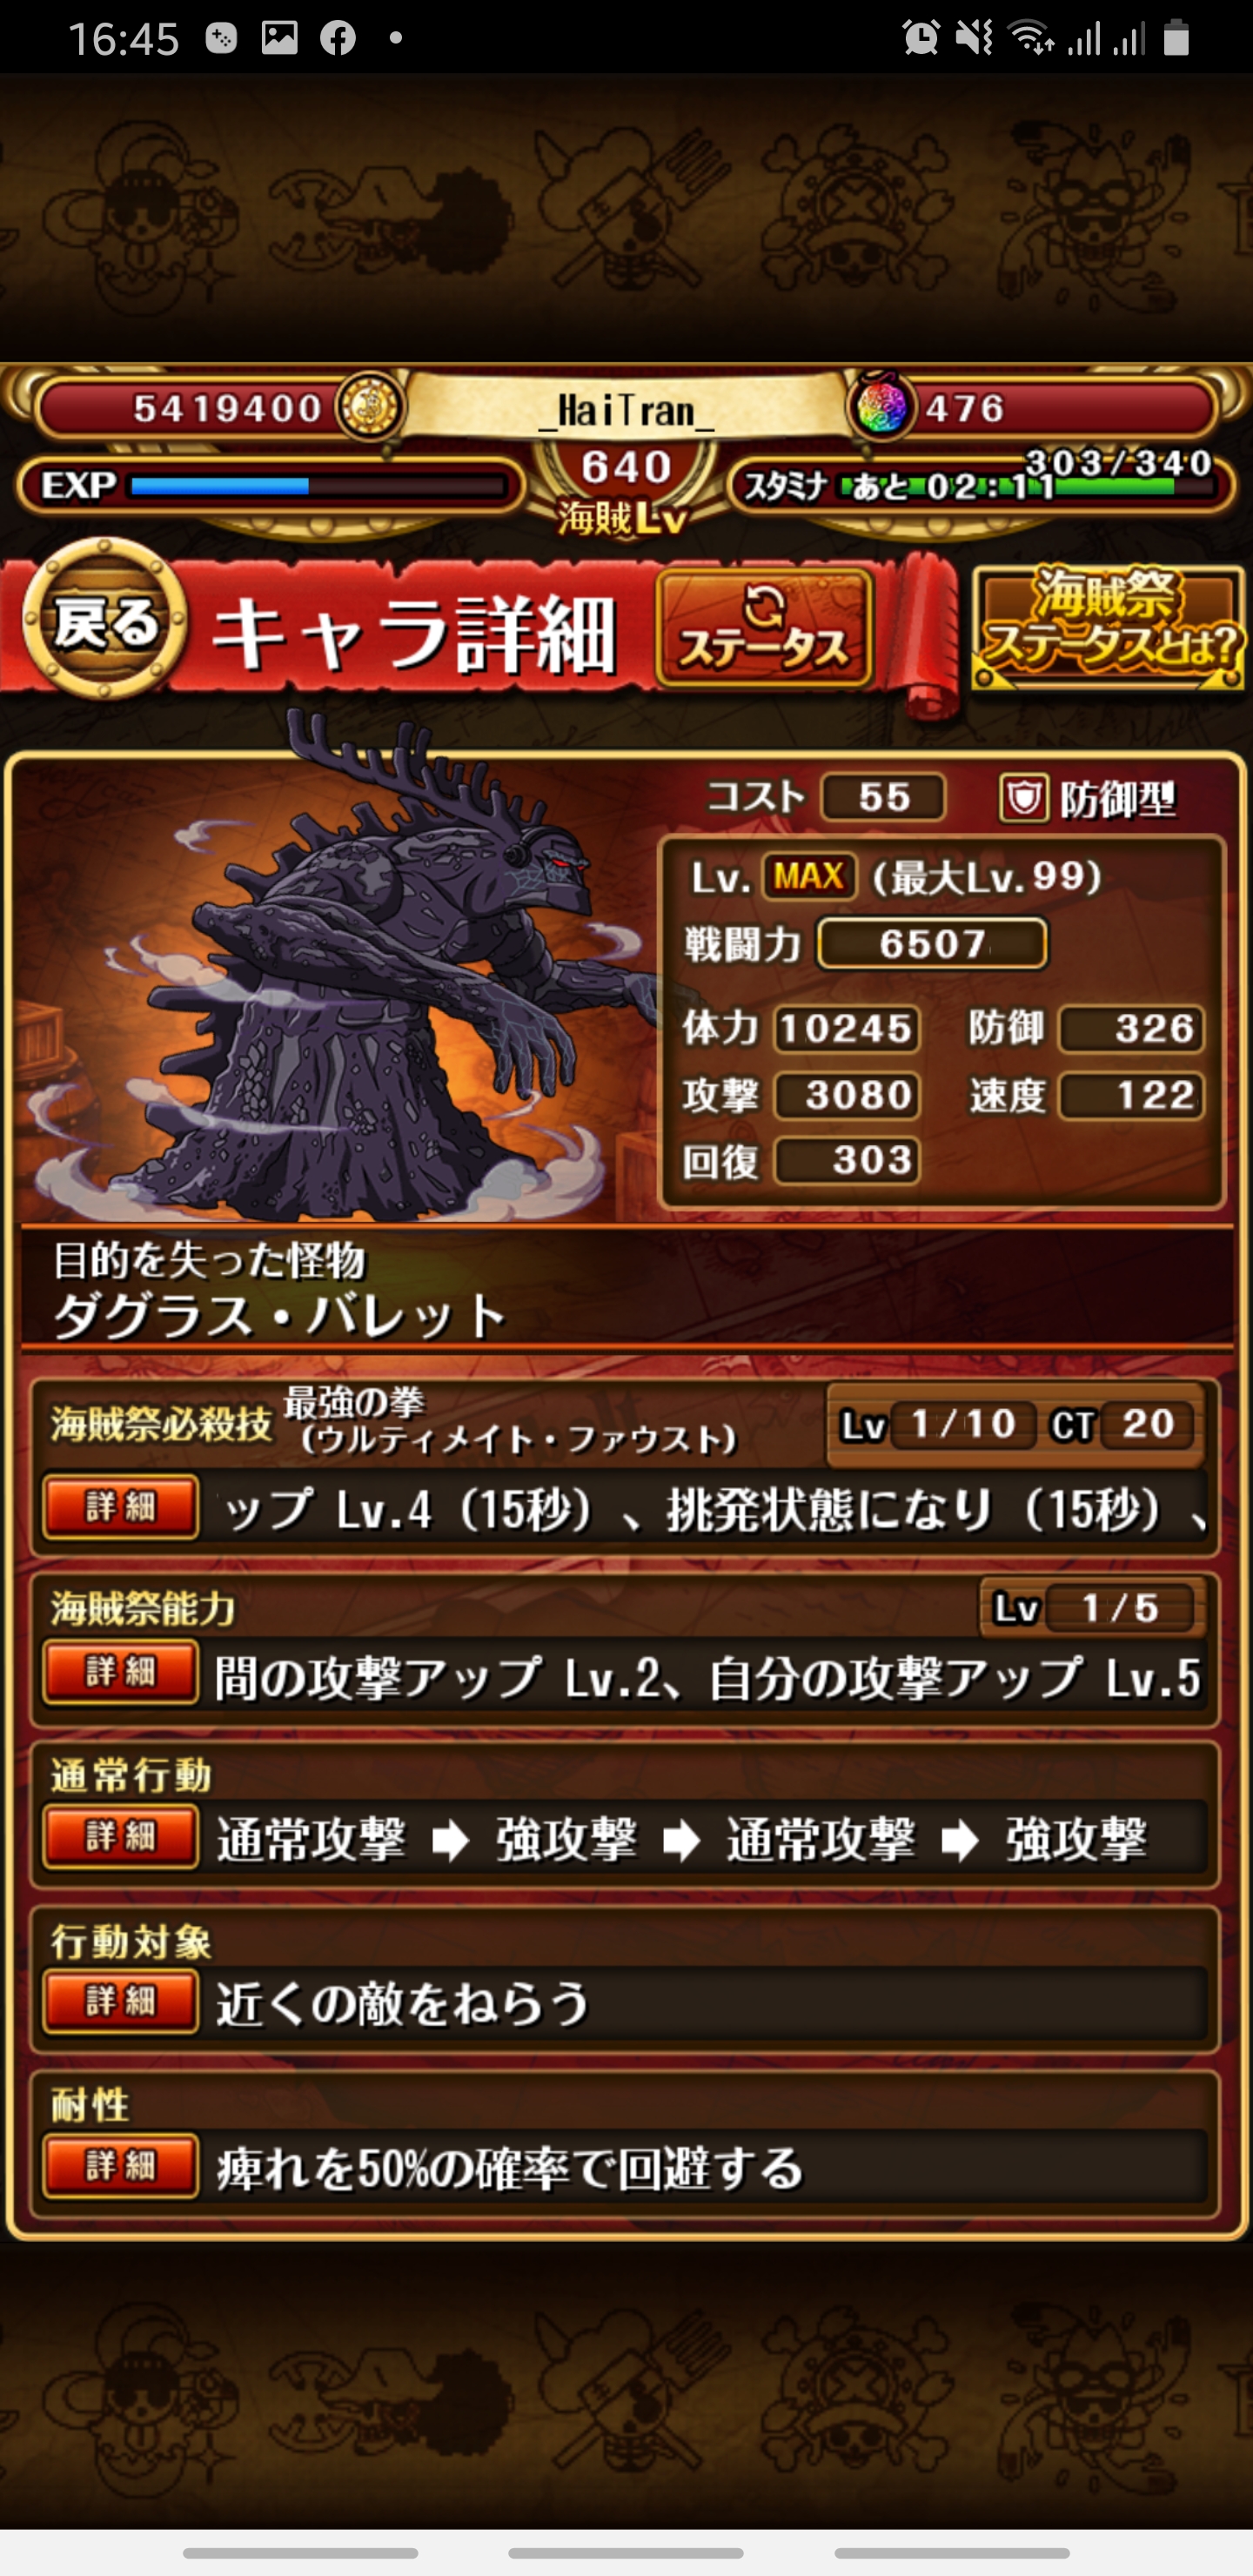 16:45
5419400
_HaiTran_
476
EXP
640
海賊Lv
スタミナ あと 02:11
303/340
戻る
キャラ詳細
ステータス
海賊祭
ステータスとは?
コスト 55 防御型
Lv. MAX (最大Lv.99)
戦闘力 6507
体力 10245 防御 326
攻撃 3080 速度 122
回復 303
目的を失った怪物
ダグラス・バレット
海賊祭必殺技
最強の拳
(ウルティメイト・ファウスト)
Lv 1/10 CT 20
詳細 ップ Lv.4(15秒)、挑発状態になり(15秒)、
海賊祭能力 Lv 1/5
詳細 間の攻撃アップ Lv.2、自分の攻撃アップ Lv.5
通常行動
詳細 通常攻撃 ➡ 強攻撃 ➡ 通常攻撃 ➡ 強攻撃
行動対象
詳細 近くの敵をねらう
耐性
詳細 痺れを50%の確率で回避する